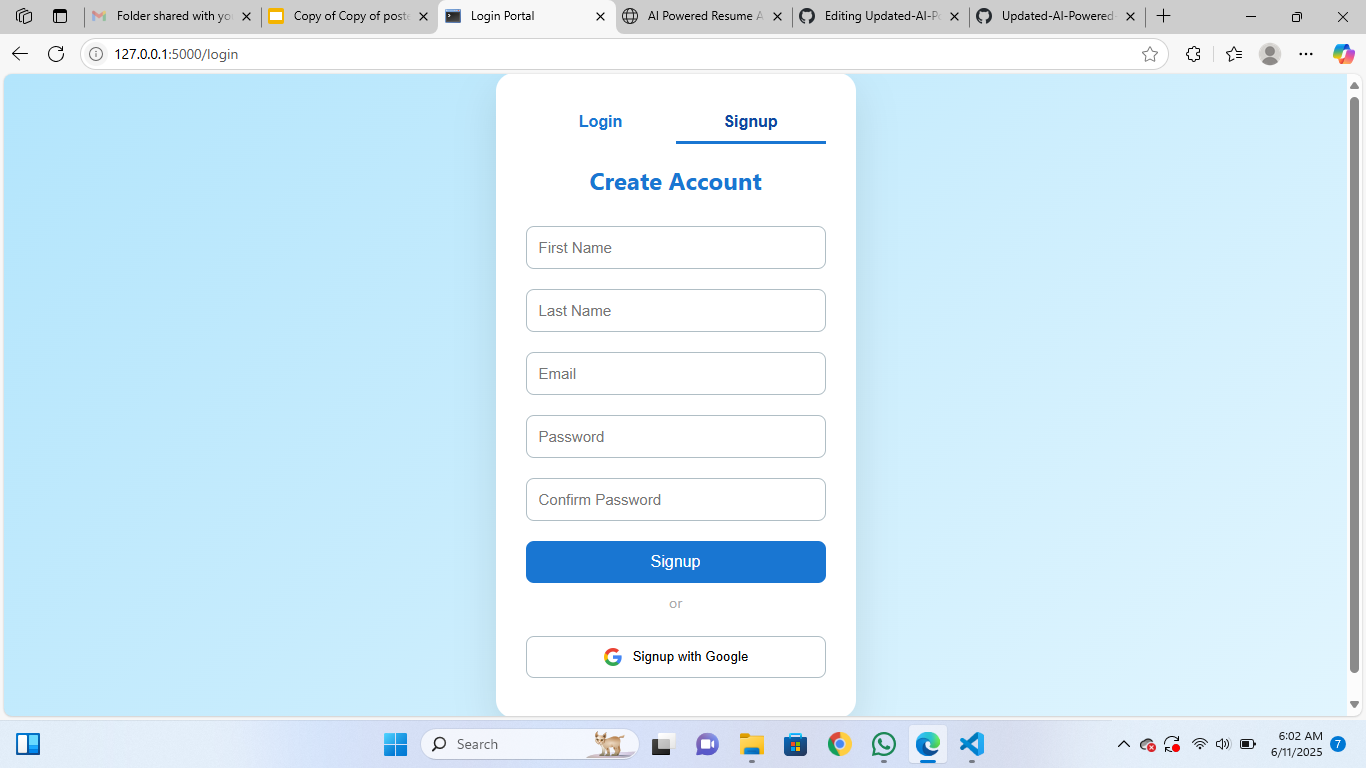 Folder shared with yo
Copy of Copy of poste
Login Portal
AI Powered Resume A
Editing Updated-AI-Po
Updated-AI-Powered-
127.0.0.1:5000/login
Login
Signup
Create Account
First Name
Last Name
Email
Password
Confirm Password
Signup
or
Signup with Google
Search
6:02 AM
6/11/2025
7